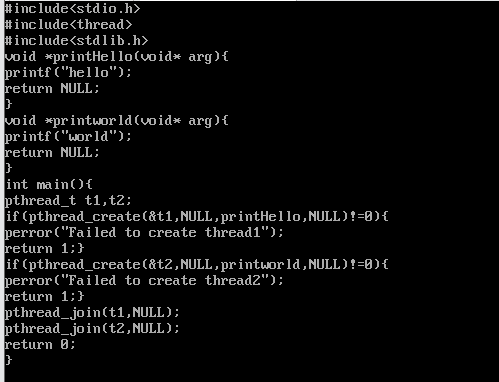 #include<stdio.h>
#include<thread>
#include<stdlib.h>
void *printHello(void* arg){
printf("hello");
return NULL;
}
void *printworld(void* arg){
printf("world");
return NULL;
}
int main(){
pthread_t t1,t2;
if(pthread_create(&t1,NULL,printHello,NULL)!=0){
perror("Failed to create thread1");
return 1;}
if(pthread_create(&t2,NULL,printworld,NULL)!=0){
perror("Failed to create thread2");
return 1;}
pthread_join(t1,NULL);
pthread_join(t2,NULL);
return 0;
}